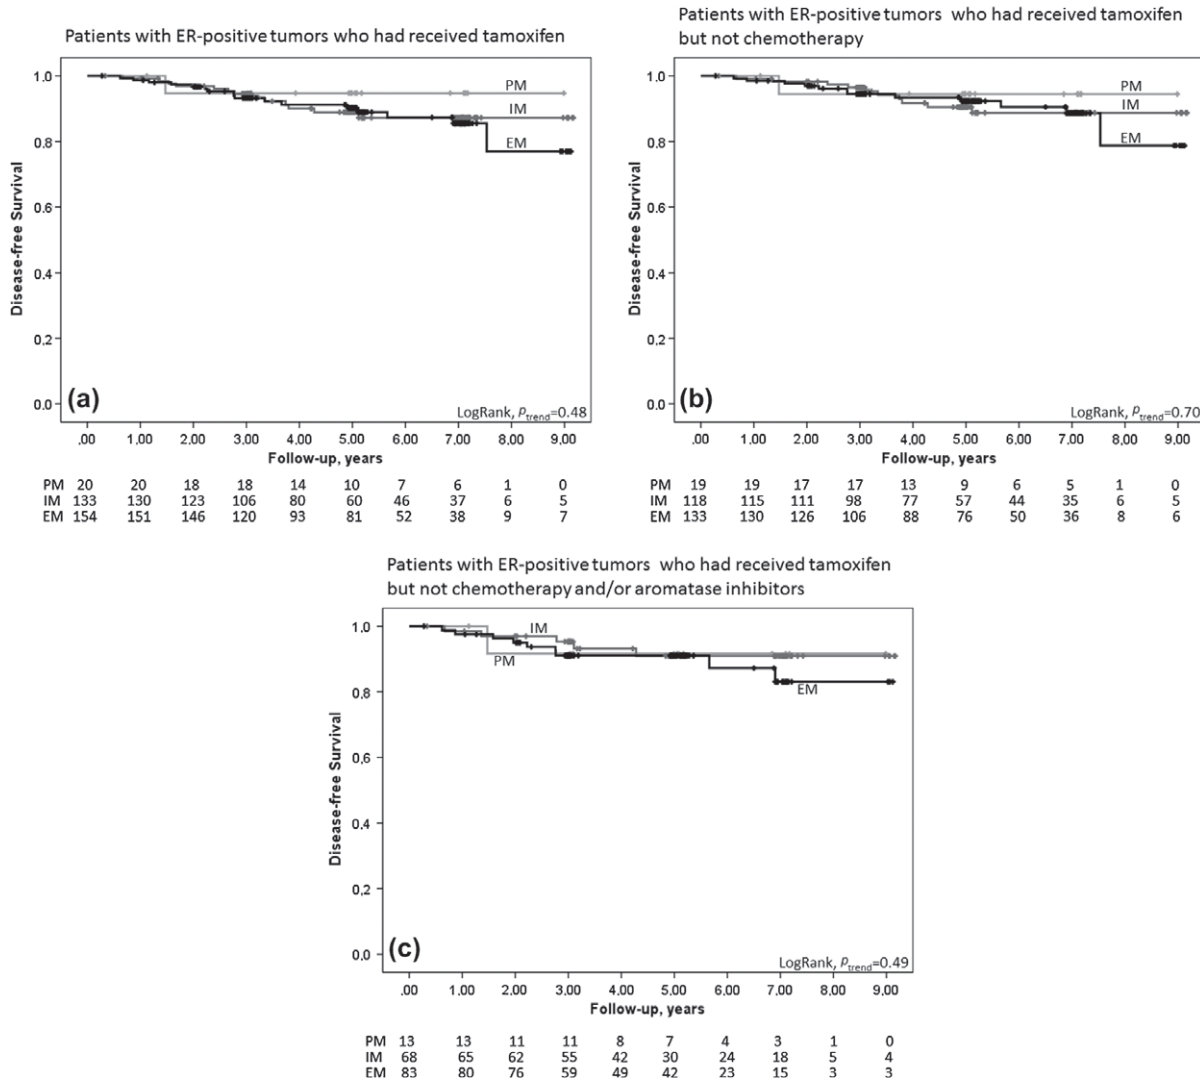 Patients with ER-positive tumors who had received tamoxifen
1.0
0.8
0.6
0.4
0.2
0.0
Disease-free Survival
PM
IM
EM
(a)
LogRank, ptrend=0.48
.00 1.00 2.00 3.00 4.00 5.00 6.00 7.00 8.00 9.00
Follow-up, years
PM 20 20 18 18 14 10 7 6 1 0
IM 133 130 123 106 80 60 46 37 6 5
EM 154 151 146 120 93 81 52 38 9 7
Patients with ER-positive tumors who had received tamoxifen
but not chemotherapy
1.0
0.8
0.6
0.4
0.2
0.0
Disease-free Survival
PM
IM
EM
(b)
LogRank, ptrend=0.70
.00 1.00 2.00 3.00 4.00 5.00 6.00 7.00 8.00 9.00
Follow-up, years
PM 19 19 17 17 13 9 6 5 1 0
IM 118 115 111 98 77 57 44 35 6 5
EM 133 130 126 106 88 76 50 36 8 6
Patients with ER-positive tumors who had received tamoxifen
but not chemotherapy and/or aromatase inhibitors
1.0
0.8
0.6
0.4
0.2
0.0
Disease-free Survival
IM
PM
EM
(c)
LogRank, ptrend=0.49
.00 1.00 2.00 3.00 4.00 5.00 6.00 7.00 8.00 9.00
Follow-up, years
PM 13 13 11 11 8 7 4 3 1 0
IM 68 65 62 55 42 30 24 18 5 4
EM 83 80 76 59 49 42 23 15 3 3